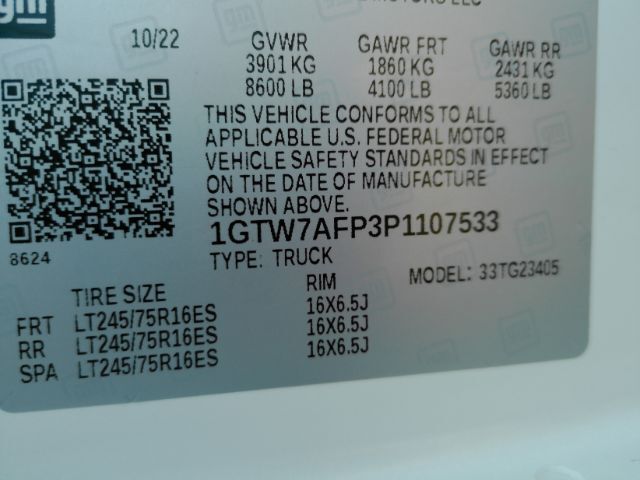 gm
10/22
GVWR
3901 KG
8600 LB
GAWR FRT
1860 KG
4100 LB
GAWR RR
2431 KG
5360 LB
THIS VEHICLE CONFORMS TO ALL
APPLICABLE U.S. FEDERAL MOTOR
VEHICLE SAFETY STANDARDS IN EFFECT
ON THE DATE OF MANUFACTURE
SHOWN ABOVE.
8624
1GTW7AFP3P1107533
TYPE: TRUCK
MODEL: 33TG23405
TIRE SIZE RIM
FRT LT245/75R16ES 16X6.5J
RR LT245/75R16ES 16X6.5J
SPA LT245/75R16ES 16X6.5J